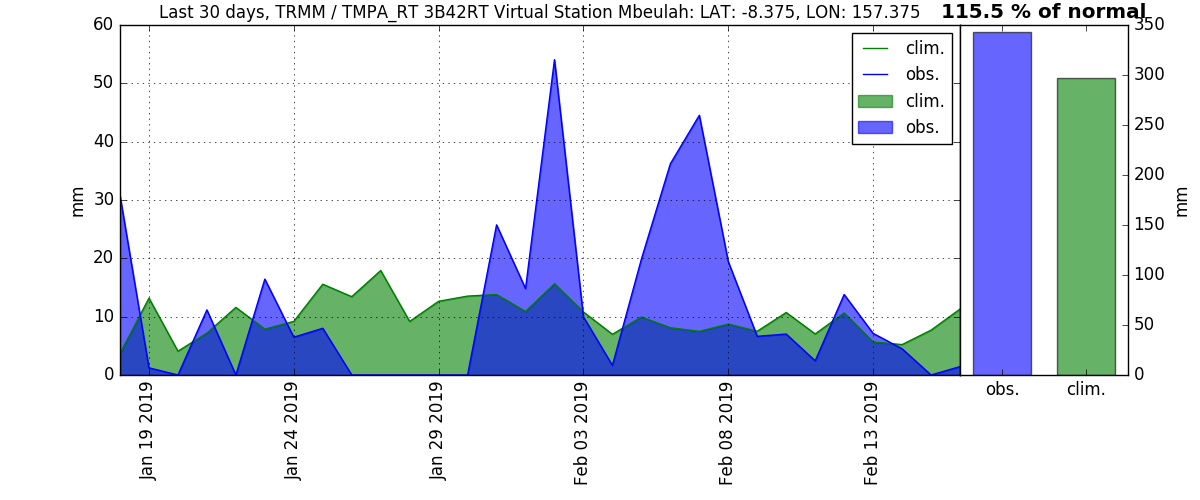 Last 30 days, TRMM / TMPA_RT 3B42RT Virtual Station Mbeulah: LAT: -8.375, LON: 157.375
115.5 % of normal
60
50
40
30
20
10
0
mm
clim.
obs.
clim.
obs.
350
300
250
200
150
100
50
0
mm
obs.
clim.
Jan 19 2019
Jan 24 2019
Jan 29 2019
Feb 03 2019
Feb 08 2019
Feb 13 2019